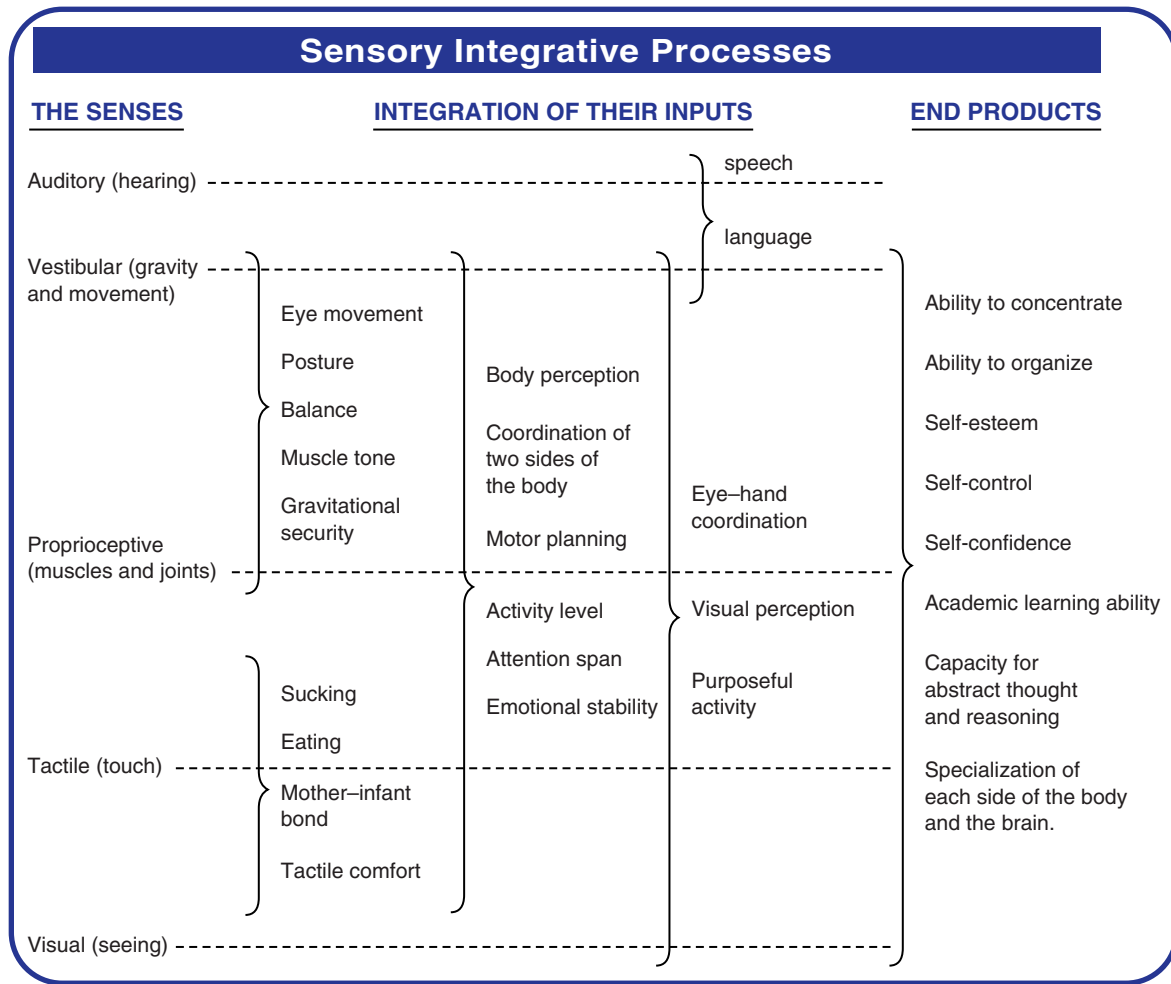 Sensory Integrative Processes
THE SENSES
INTEGRATION OF THEIR INPUTS
END PRODUCTS
Auditory (hearing)
Vestibular (gravity
and movement)
Proprioceptive
(muscles and joints)
Tactile (touch)
Visual (seeing)
Eye movement
Posture
Balance
Muscle tone
Gravitational
security
Sucking
Eating
Mother–infant
bond
Tactile comfort
Body perception
Coordination of
two sides of
the body
Motor planning
Activity level
Attention span
Emotional stability
speech
language
Eye–hand
coordination
Visual perception
Purposeful
activity
Ability to concentrate
Ability to organize
Self-esteem
Self-control
Self-confidence
Academic learning ability
Capacity for
abstract thought
and reasoning
Specialization of
each side of the body
and the brain.